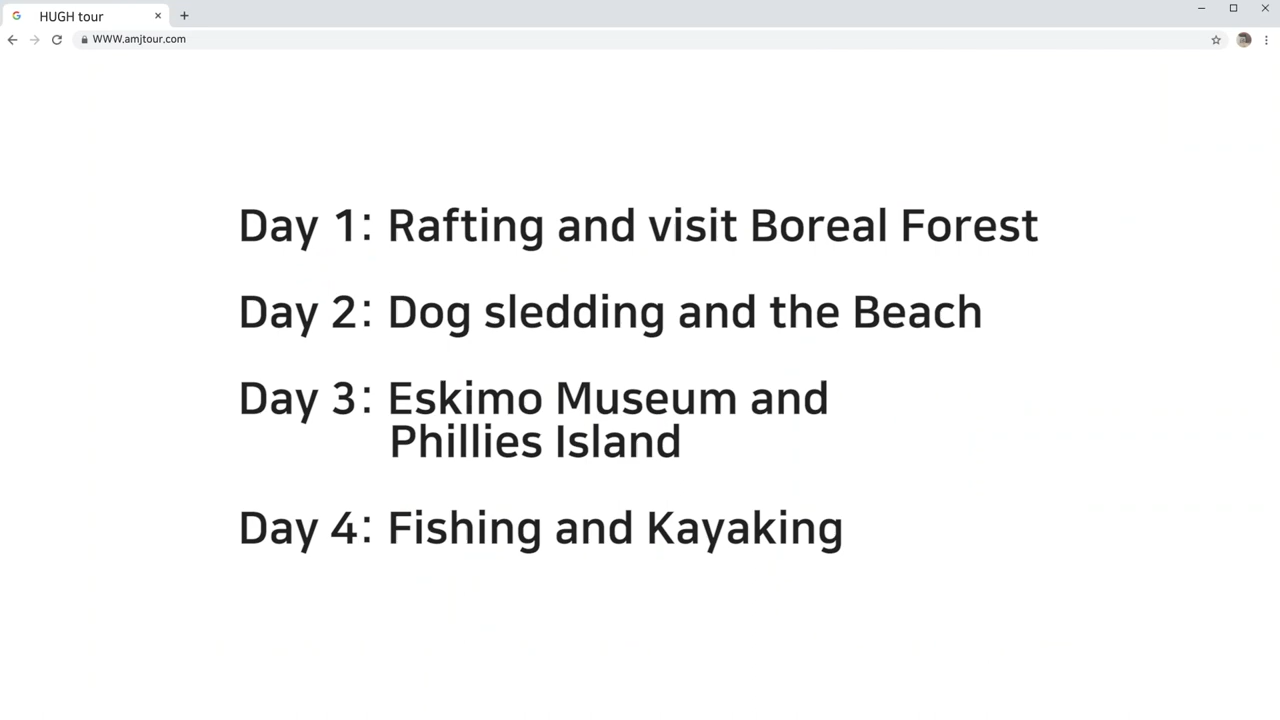 HUGH tour
WWW.amjtour.com
Day 1: Rafting and visit Boreal Forest
Day 2: Dog sledding and the Beach
Day 3: Eskimo Museum and
Phillies Island
Day 4: Fishing and Kayaking